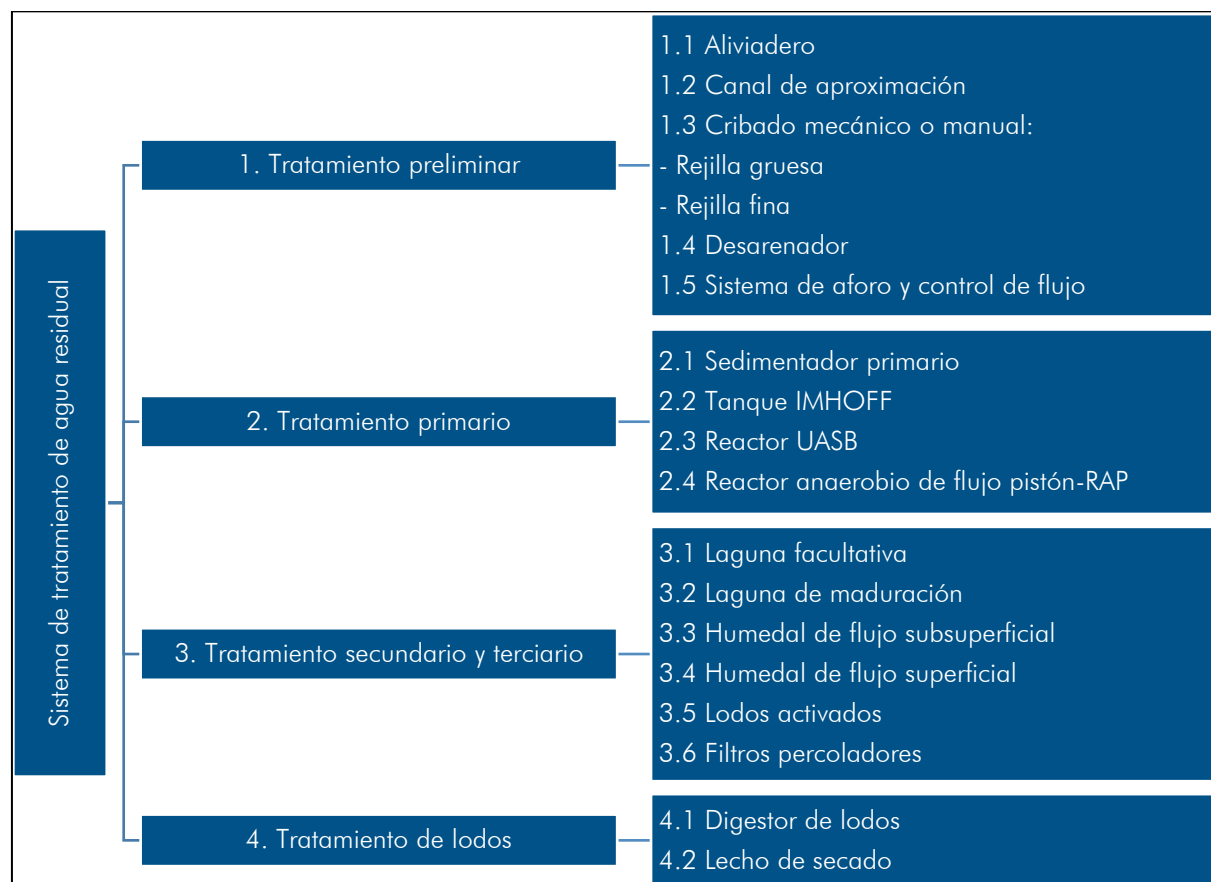 Sistema de tratamiento de agua residual
1. Tratamiento preliminar
1.1 Aliviadero
1.2 Canal de aproximación
1.3 Cribado mecánico o manual:
- Rejilla gruesa
- Rejilla fina
1.4 Desarenador
1.5 Sistema de aforo y control de flujo
2. Tratamiento primario
2.1 Sedimentador primario
2.2 Tanque IMHOFF
2.3 Reactor UASB
2.4 Reactor anaerobio de flujo pistón-RAP
3. Tratamiento secundario y terciario
3.1 Laguna facultativa
3.2 Laguna de maduración
3.3 Humedal de flujo subsuperficial
3.4 Humedal de flujo superficial
3.5 Lodos activados
3.6 Filtros percoladores
4. Tratamiento de lodos
4.1 Digestor de lodos
4.2 Lecho de secado